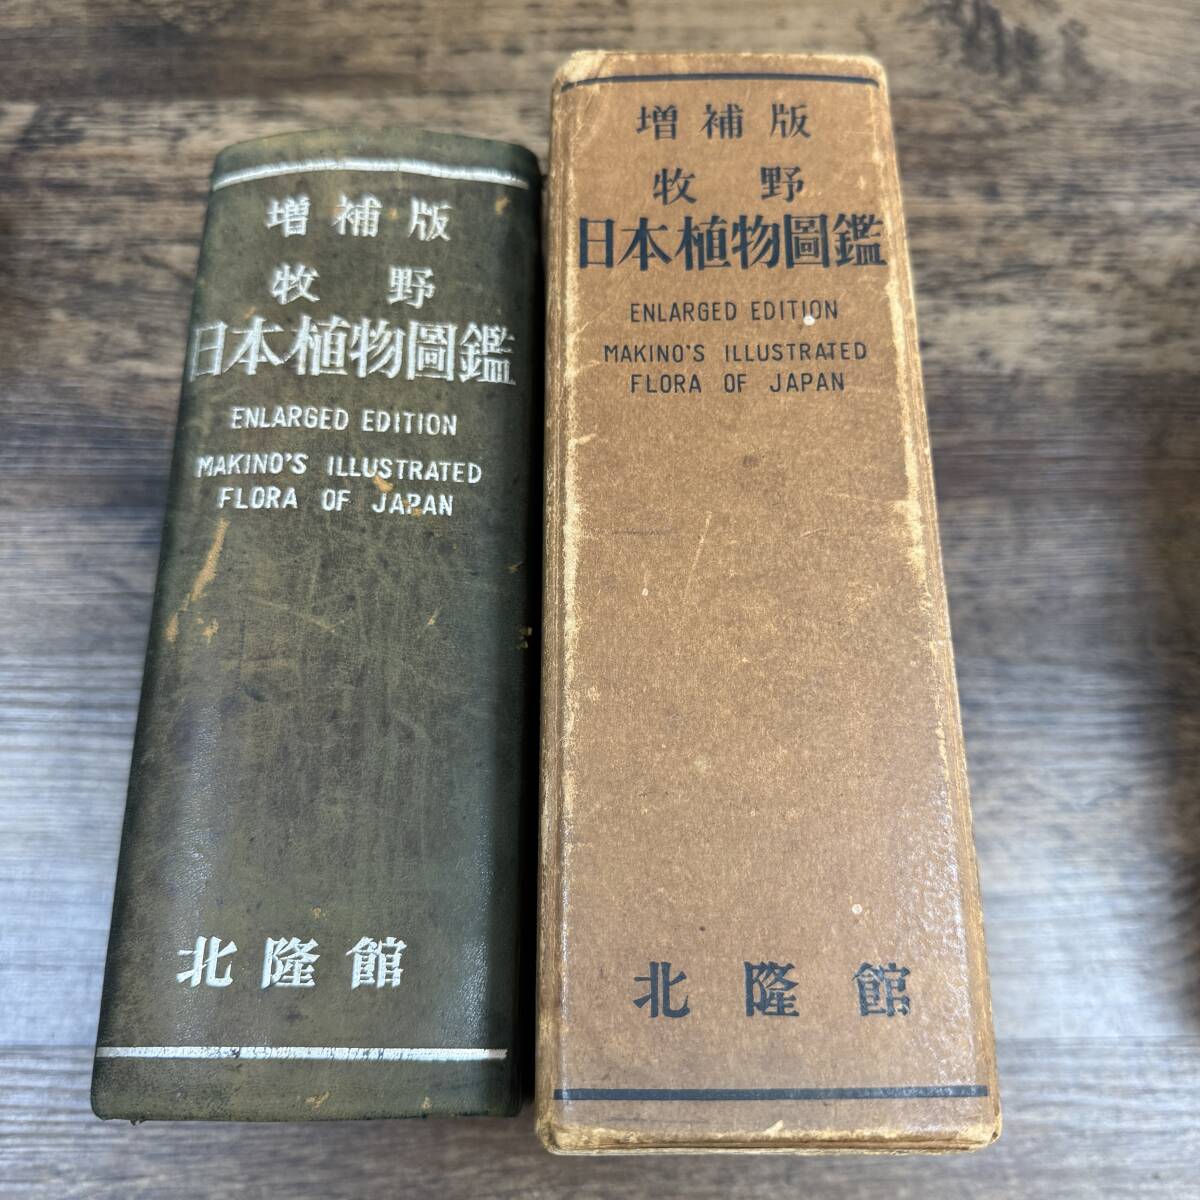 増補版
牧野
日本植物圖鑑
ENLARGED EDITION
MAKINO'S ILLUSTRATED
FLORA OF JAPAN
北隆館
増補版
牧野
日本植物圖鑑
ENLARGED EDITION
MAKINO'S ILLUSTRATED
FLORA OF JAPAN
北隆館